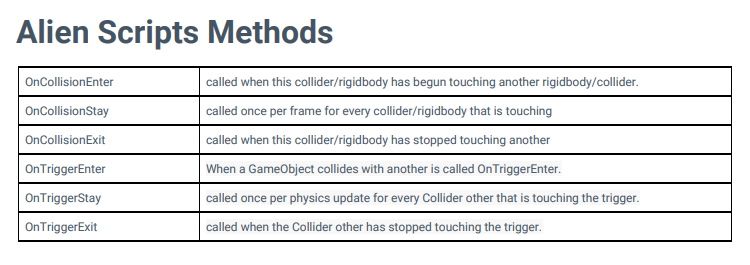 Alien Scripts Methods
OnCollisionEnter called when this collider/rigidbody has begun touching another rigidbody/collider.
OnCollisionStay called once per frame for every collider/rigidbody that is touching
OnCollisionExit called when this collider/rigidbody has stopped touching another
OnTriggerEnter When a GameObject collides with another is called OnTriggerEnter.
OnTriggerStay called once per physics update for every Collider other that is touching the trigger.
OnTriggerExit called when the Collider other has stopped touching the trigger.